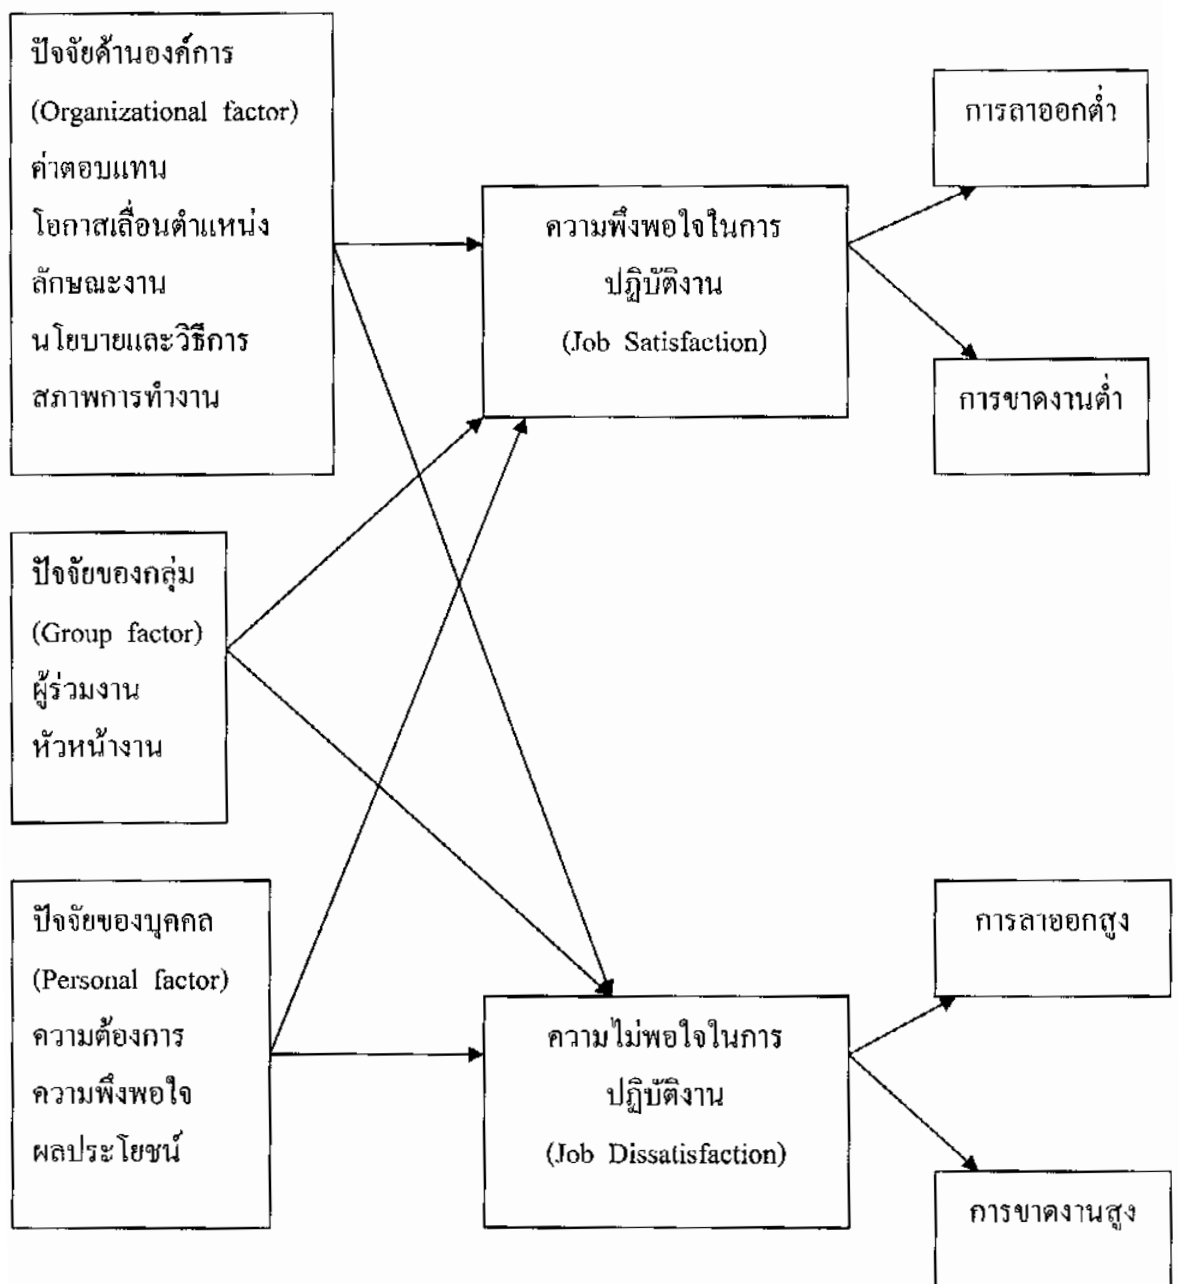 ปัจจัยด้านองค์การ
(Organizational factor)
ค่าตอบแทน
โอกาสเลื่อนตำแหน่ง
ลักษณะงาน
นโยบายและวิธีการ
สภาพการทำงาน
ปัจจัยของกลุ่ม
(Group factor)
ผู้ร่วมงาน
หัวหน้างาน
ปัจจัยของบุคคล
(Personal factor)
ความต้องการ
ความพึงพอใจ
ผลประโยชน์
ความพึงพอใจในการ
ปฏิบัติงาน
(Job Satisfaction)
ความไม่พอใจในการ
ปฏิบัติงาน
(Job Dissatisfaction)
การลาออกต่ำ
การขาดงานต่ำ
การลาออกสูง
การขาดงานสูง